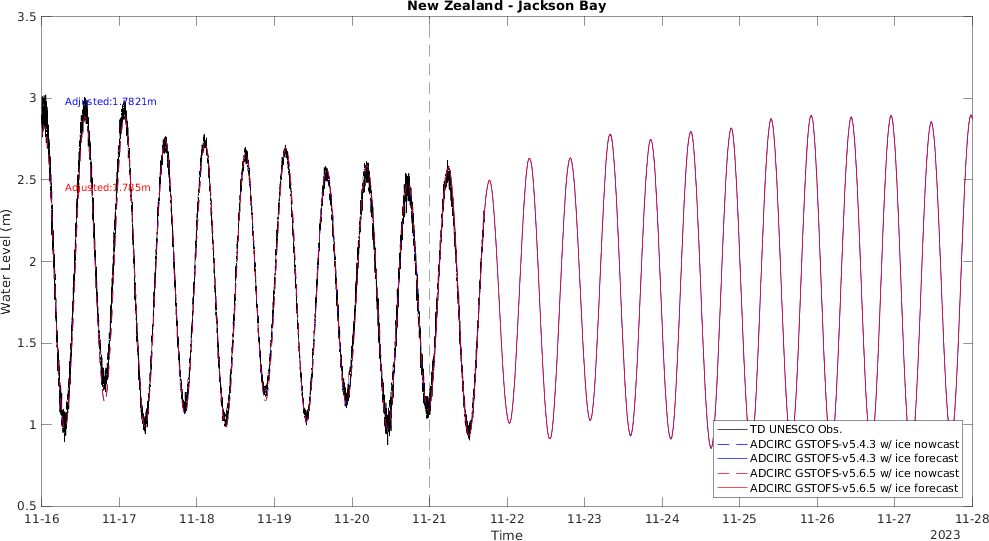 New Zealand - Jackson Bay
3.5
3
2.5
2
1.5
1
0.5
Water Level (m)
Adjusted:1.7821m
Adjusted:1.785m
TD UNESCO Obs.
ADCIRC GSTOFS-v5.4.3 w/ ice nowcast
ADCIRC GSTOFS-v5.4.3 w/ ice forecast
ADCIRC GSTOFS-v5.6.5 w/ ice nowcast
ADCIRC GSTOFS-v5.6.5 w/ ice forecast
11-16 11-17 11-18 11-19 11-20 11-21 11-22 11-23 11-24 11-25 11-26 11-27 11-28
Time
2023